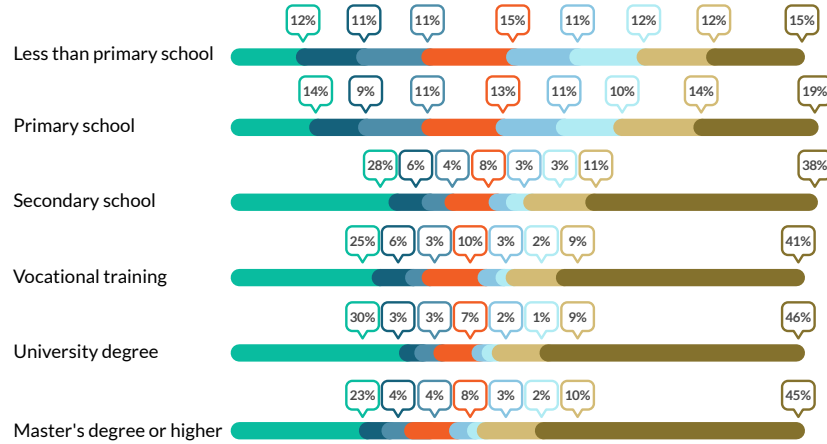 12% 11% 11% 15% 11% 12% 12% 15%
Less than primary school
14% 9% 11% 13% 11% 10% 14% 19%
Primary school
28% 6% 4% 8% 3% 3% 11% 38%
Secondary school
25% 6% 3% 10% 3% 2% 9% 41%
Vocational training
30% 3% 3% 7% 2% 1% 9% 46%
University degree
23% 4% 4% 8% 3% 2% 10% 45%
Master's degree or higher